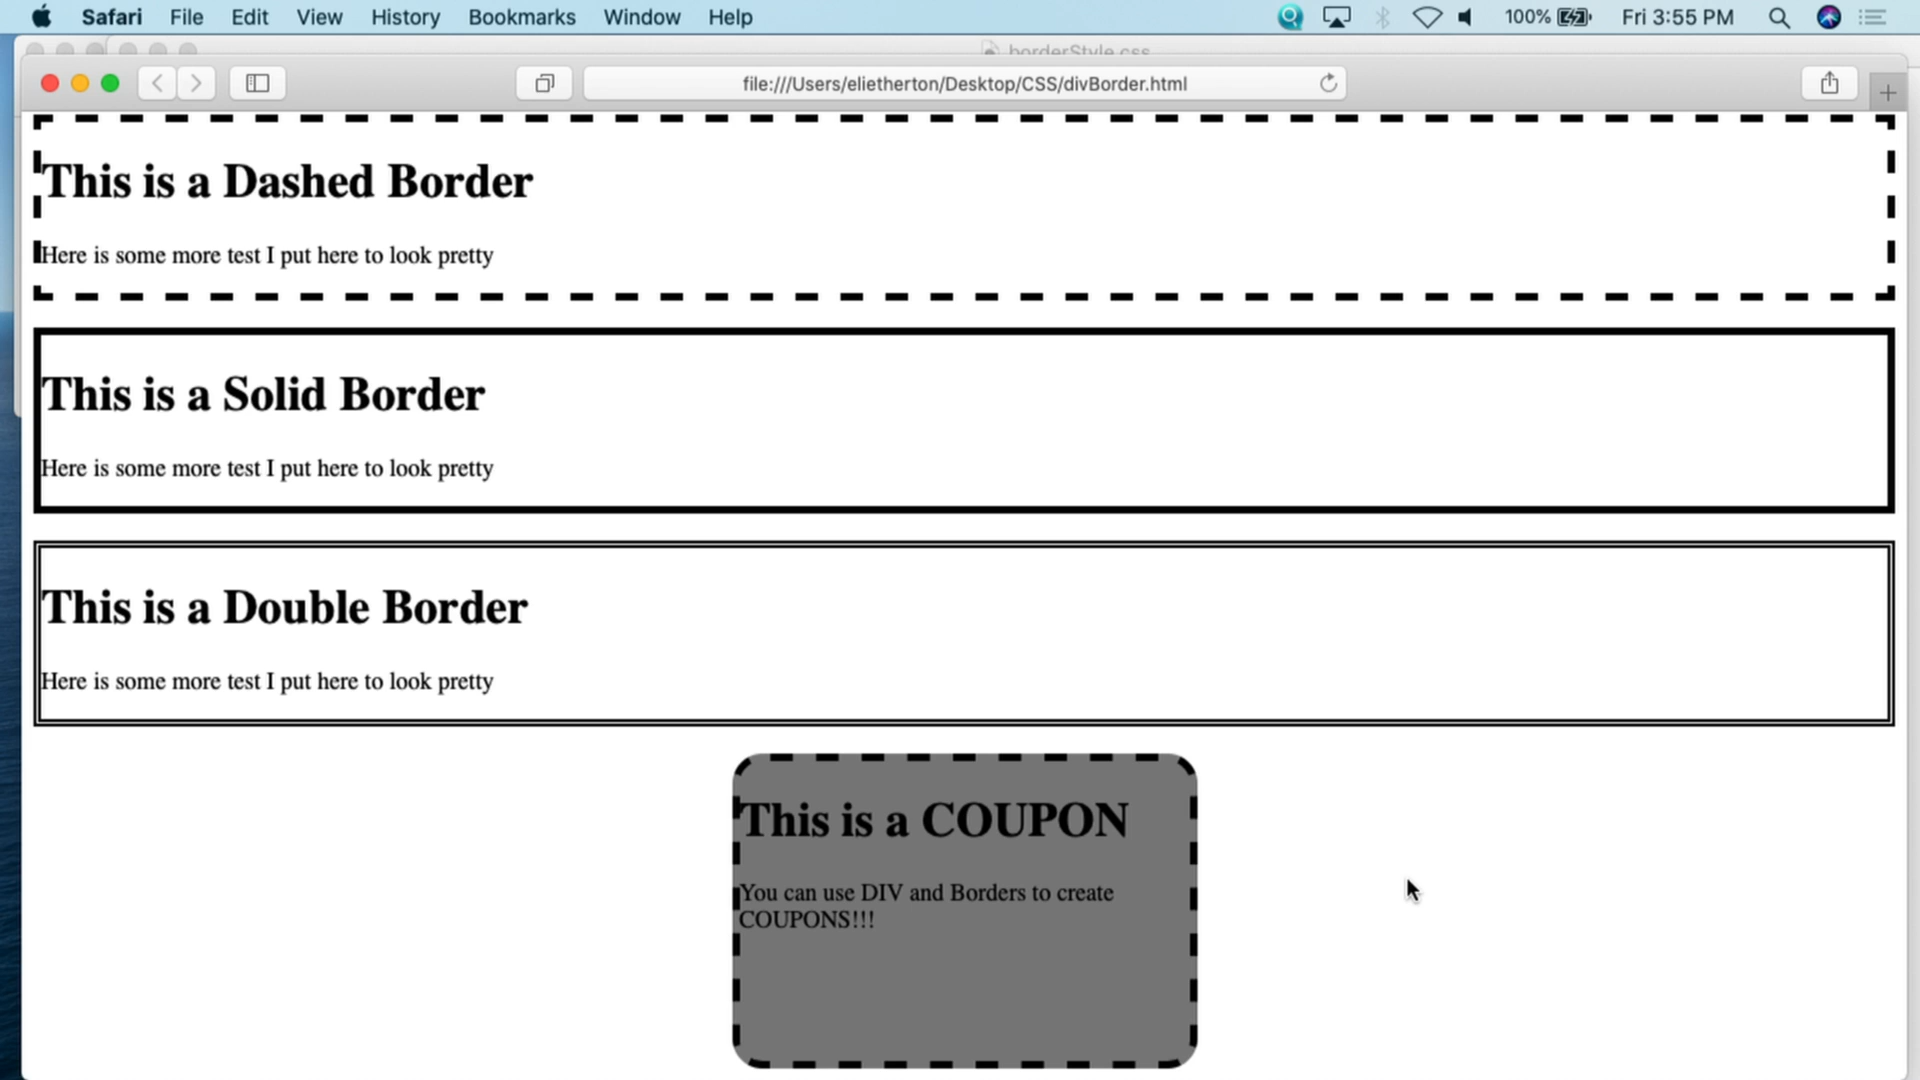 Safari File Edit View History Bookmarks Window Help 100% Fri 3:55 PM
borderStyle.css
file:///Users/elietherton/Desktop/CSS/divBorder.html
This is a Dashed Border
Here is some more test I put here to look pretty
This is a Solid Border
Here is some more test I put here to look pretty
This is a Double Border
Here is some more test I put here to look pretty
This is a COUPON
You can use DIV and Borders to create
COUPONS!!!